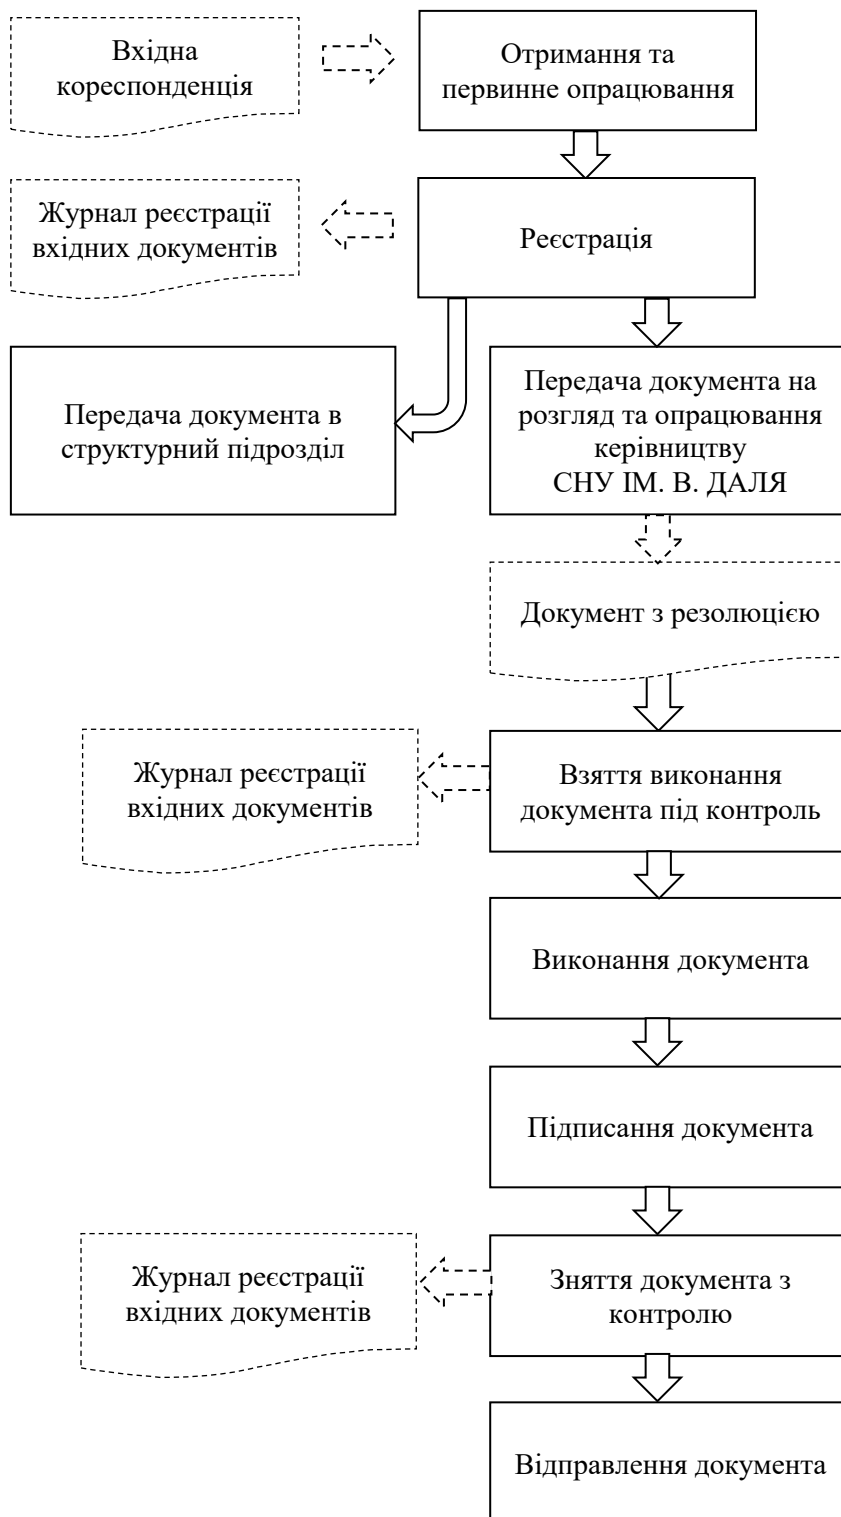 Вхідна
кореспонденція
Отримання та
первинне опрацювання
Журнал реєстрації
вхідних документів
Реєстрація
Передача документа в
структурний підрозділ
Передача документа на
розгляд та опрацювання
керівництву
СНУ ІМ. В. ДАЛЯ
Документ з резолюцією
Журнал реєстрації
вхідних документів
Взяття виконання
документа під контроль
Виконання документа
Підписання документа
Журнал реєстрації
вхідних документів
Зняття документа з
контролю
Відправлення документа